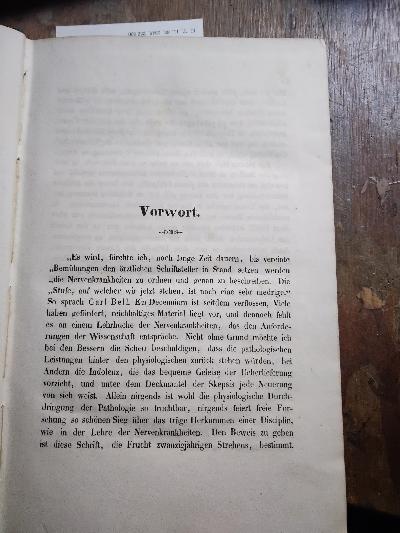 Vorwort.
„Es wird, fürchte ich, noch lange Zeit dauern, bis vereinte
„Bemühungen den ärztlichen Schriftsteller in Stand setzen werden
„die Nervenkrankheiten zu ordnen und genau zu beschreiben. Die
„Stufe, auf welcher wir jetzt stehen, ist noch eine sehr niedrige."
So sprach Carl Bell. Ein Decennium ist seitdem verflossen, Viele
haben gefördert, reichhaltiges Material liegt vor, und dennoch fehlt
es an einem Lehrbuche der Nervenkrankheiten, das den Anforde-
rungen der Wissenschaft entspräche. Nicht ohne Grund möchte ich
bei den Bessern die Scheu beschuldigen, dass die pathologischen
Leistungen hinter den physiologischen zurück stehen würden, bei
Andern die Indolenz, die das bequeme Geleise der Ueberlieferung
vorzieht, und unter dem Deckmantel der Skepsis jede Neuerung
von sich weist. Allein nirgends ist wohl die physiologische Durch-
dringung der Pathologie so fruchtbar, nirgends feiert freie For-
schung so schönen Sieg über das träge Herkommen einer Disciplin,
wie in der Lehre der Nervenkrankheiten. Den Beweis zu geben
ist diese Schrift, die Frucht zwanzigjährigen Strebens, bestimmt.